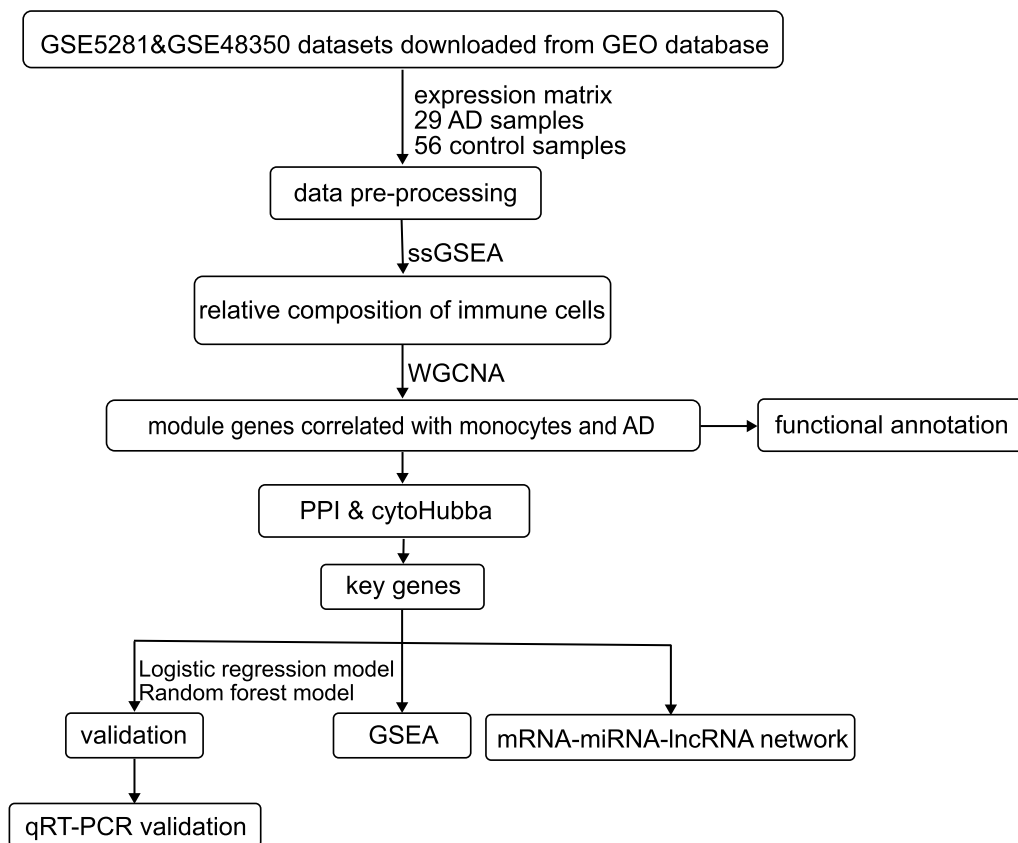 GSE5281&GSE48350 datasets downloaded from GEO database
expression matrix
29 AD samples
56 control samples
data pre-processing
ssGSEA
relative composition of immune cells
WGCNA
module genes correlated with monocytes and AD
functional annotation
PPI & cytoHubba
key genes
Logistic regression model
Random forest model
validation
GSEA
mRNA-miRNA-lncRNA network
qRT-PCR validation